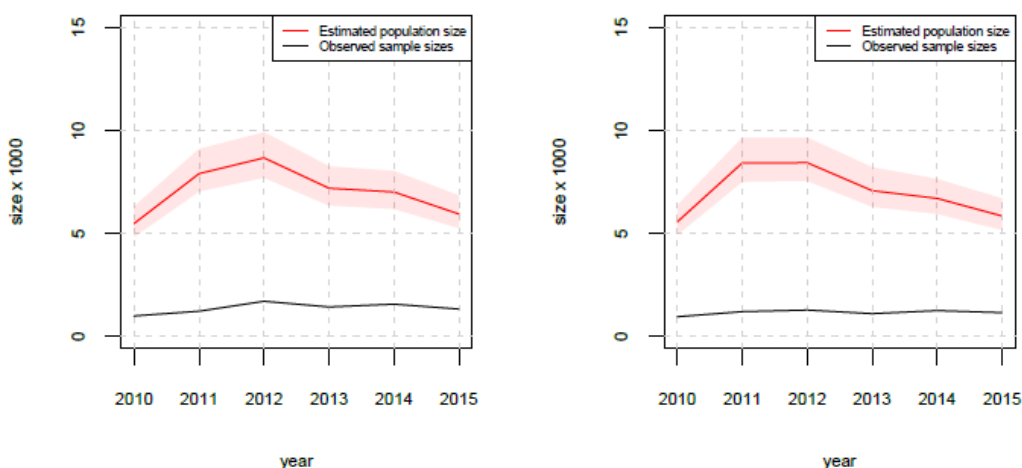 Estimated population size
Observed sample sizes
15
10
5
0
size x 1000
2010 2011 2012 2013 2014 2015
year
Estimated population size
Observed sample sizes
15
10
5
0
size x 1000
2010 2011 2012 2013 2014 2015
year